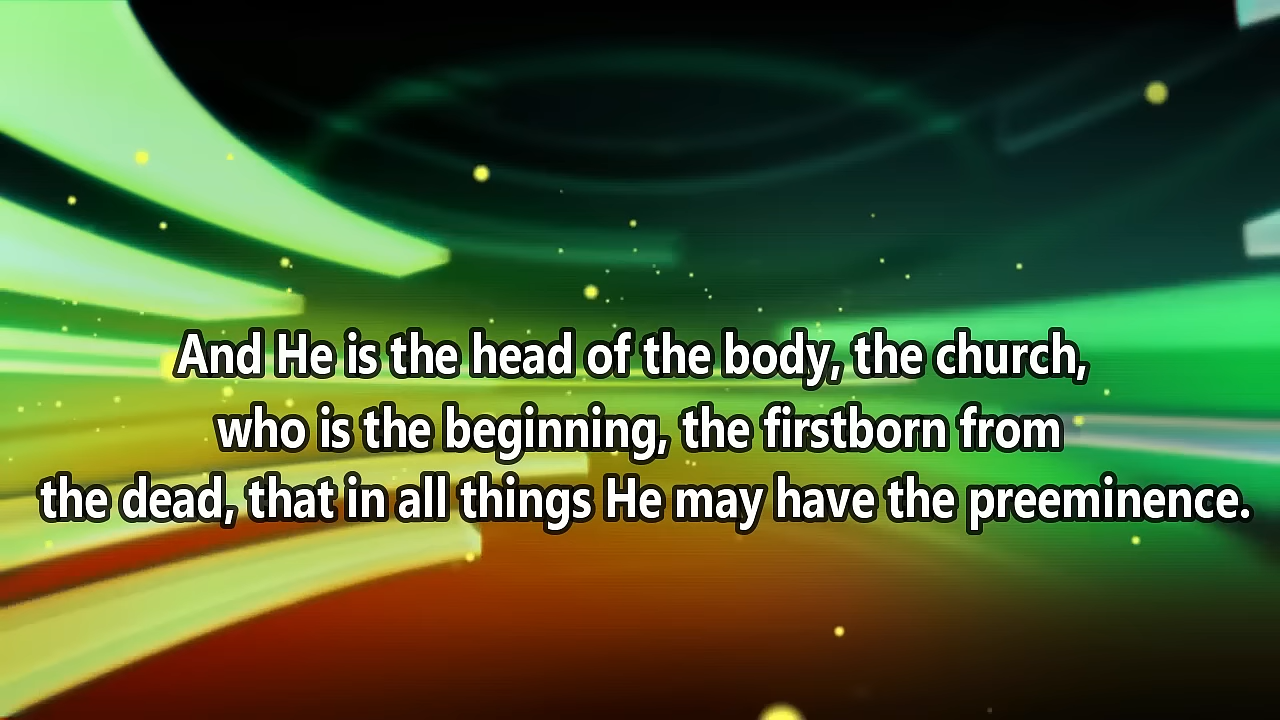 And He is the head of the body, the church,
who is the beginning, the firstborn from
the dead, that in all things He may have the preeminence.